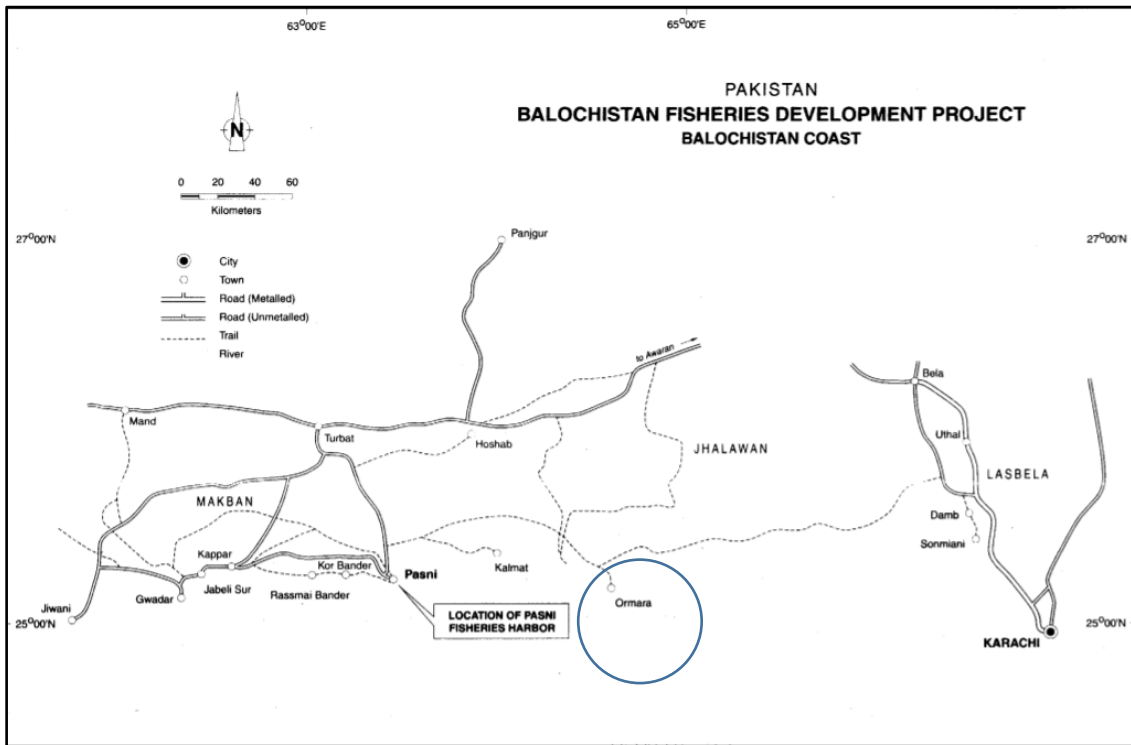 63°00'E
65°00'E
PAKISTAN
BALOCHISTAN FISHERIES DEVELOPMENT PROJECT
BALOCHISTAN COAST
N
0 20 40 60
Kilometers
27°00'N
27°00'N
Panjgur
City
Town
Road (Metalled)
Road (Unmetalled)
Trail
River
to Awaran
Bela
Mand
Turbat
Hoshab
Uthal
JHALAWAN
LASBELA
MAKBAN
Damb
Sonmiani
Kappar
Kor Bander
Pasni
Kalmat
Jiwani
Gwadar
Jabeli Sur
Rassmai Bander
Ormara
LOCATION OF PASNI
FISHERIES HARBOR
25°00'N
25°00'N
KARACHI